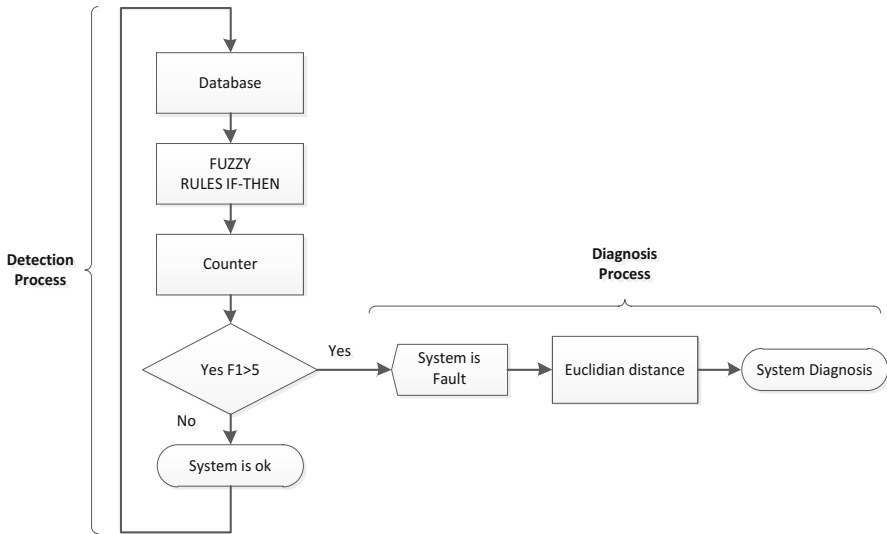 Database
FUZZY
RULES IF-THEN
Counter
Detection
Process
Diagnosis
Process
Yes F1>5
Yes
System is
Fault
Euclidian distance
System Diagnosis
No
System is ok